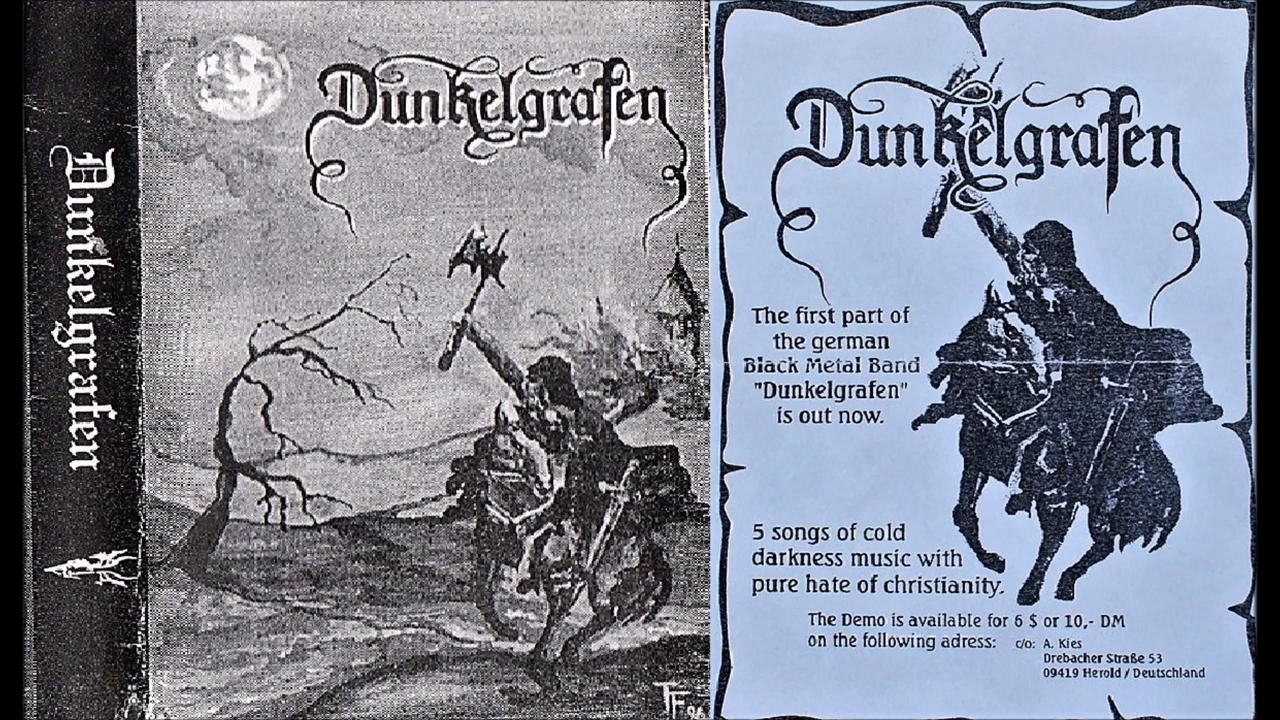 Dunkelgrafen
Dunkelgrafen
TF 96
Dunkelgrafen
The first part of
the german
Black Metal Band
"Dunkelgrafen"
is out now.
5 songs of cold
darkness music with
pure hate of christianity.
The Demo is available for 6 $ or 10,- DM
on the following adress: c/o: A. Kies
Drebacher Straße 53
09419 Herold / Deutschland